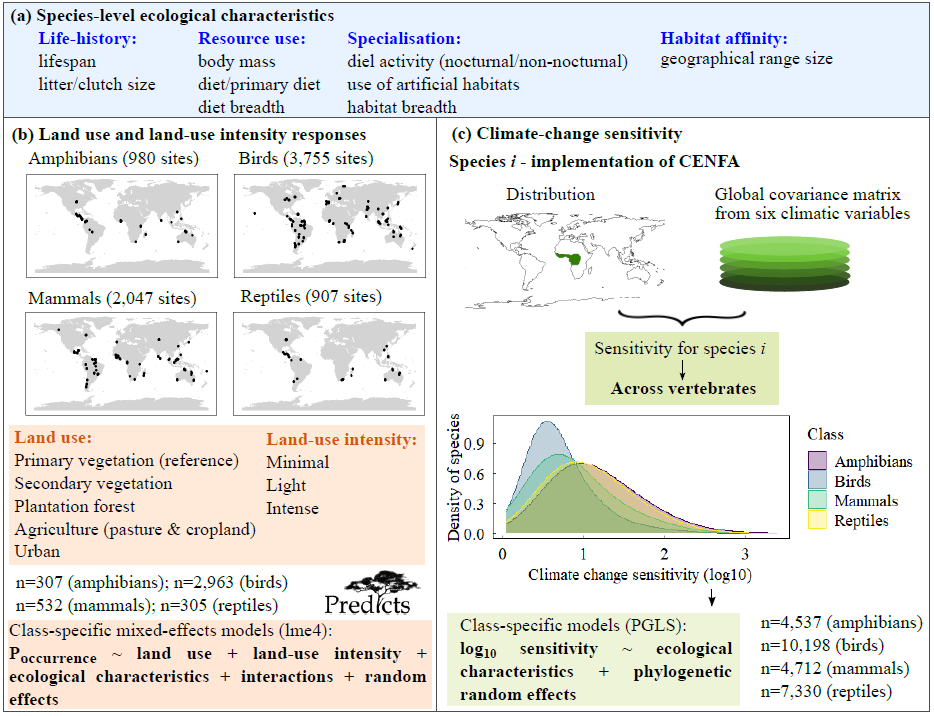 (a) Species-level ecological characteristics
Life-history:
lifespan
litter/clutch size
Resource use:
body mass
diet/primary diet
diet breadth
Specialisation:
diel activity (nocturnal/non-nocturnal)
use of artificial habitats
habitat breadth
Habitat affinity:
geographical range size
(b) Land use and land-use intensity responses
Amphibians (980 sites)
Birds (3,755 sites)
Mammals (2,047 sites)
Reptiles (907 sites)
Land use:
Primary vegetation (reference)
Secondary vegetation
Plantation forest
Agriculture (pasture & cropland)
Urban
Land-use intensity:
Minimal
Light
Intense
n=307 (amphibians); n=2,963 (birds)
n=532 (mammals); n=305 (reptiles)
Predicts
Class-specific mixed-effects models (lme4):
Poccurrence ~ land use + land-use intensity +
ecological characteristics + interactions + random
effects
(c) Climate-change sensitivity
Species i - implementation of CENFA
Distribution
Global covariance matrix
from six climatic variables
Sensitivity for species i
Across vertebrates
Density of species
0.9
0.6
0.3
0.0
0
1
2
3
Climate change sensitivity (log10)
Class
Amphibians
Birds
Mammals
Reptiles
Class-specific models (PGLS):
log10 sensitivity ~ ecological
characteristics + phylogenetic
random effects
n=4,537 (amphibians)
n=10,198 (birds)
n=4,712 (mammals)
n=7,330 (reptiles)